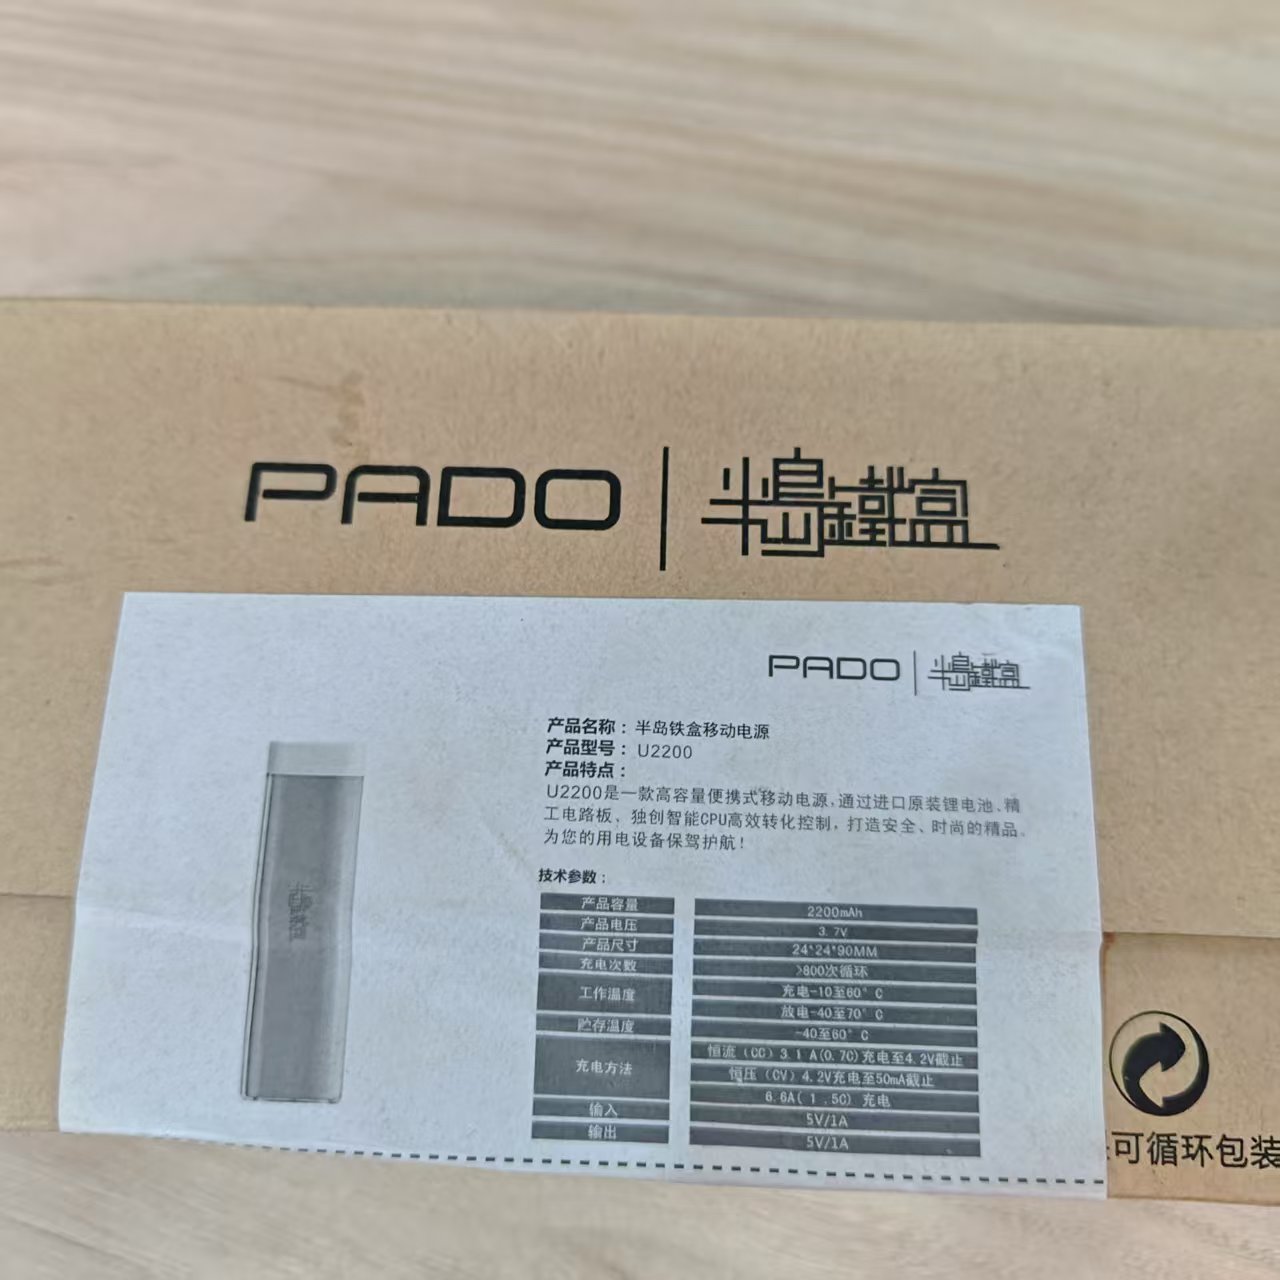 PADO | 半島鐵盒
PADO | 半島鐵盒
产品名称：半岛铁盒移动电源
产品型号：U2200
产品特点：
U2200是一款高容量便携式移动电源,通过进口原装锂电池、精
工电路板、独创智能CPU高效转化控制，打造安全、时尚的精品。
为您的用电设备保驾护航！
技术参数：
产品容量 2200mAh
产品电压 3.7V
产品尺寸 24*24*90MM
充电次数 >800次循环
工作温度 充电-10至60°C
放电-40至70°C
贮存温度 -40至60°C
充电方法 恒流（CC）3.1A(0.7C)充电至4.2V截止
恒压（CV）4.2V充电至50mA截止
6.6A(1.5C) 充电
输入 5V/1A
输出 5V/1A
可循环包装